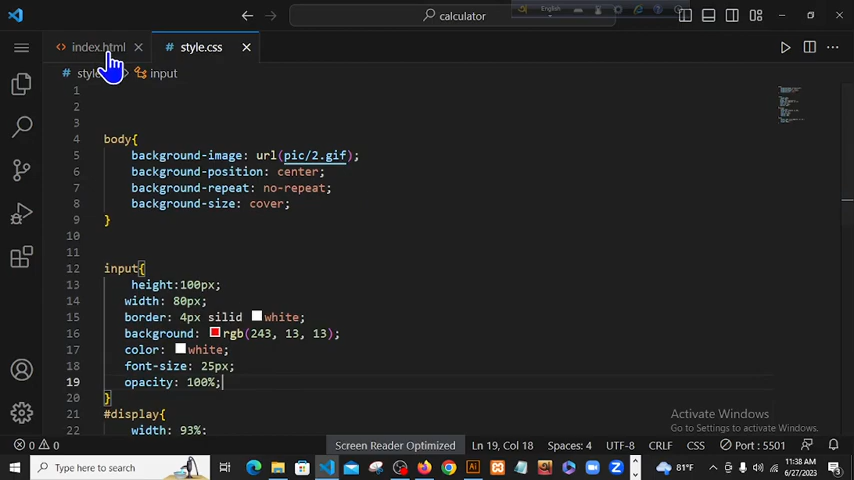 calculator
English
index.html
style.css
style
input
1
2
3
4 body{
5 background-image: url(pic/2.gif);
6 background-position: center;
7 background-repeat: no-repeat;
8 background-size: cover;
9 }
10
11
12 input{
13 height:100px;
14 width: 80px;
15 border: 4px silid white;
16 background: rgb(243, 13, 13);
17 color: white;
18 font-size: 25px;
19 opacity: 100%;
20 }
21 #display{
22 width: 93%;
Activate Windows
Go to Settings to activate Windows.
0 0 Screen Reader Optimized Ln 19, Col 18 Spaces: 4 UTF-8 CRLF CSS Port : 5501
Type here to search
81°F
11:38 AM
6/27/2023